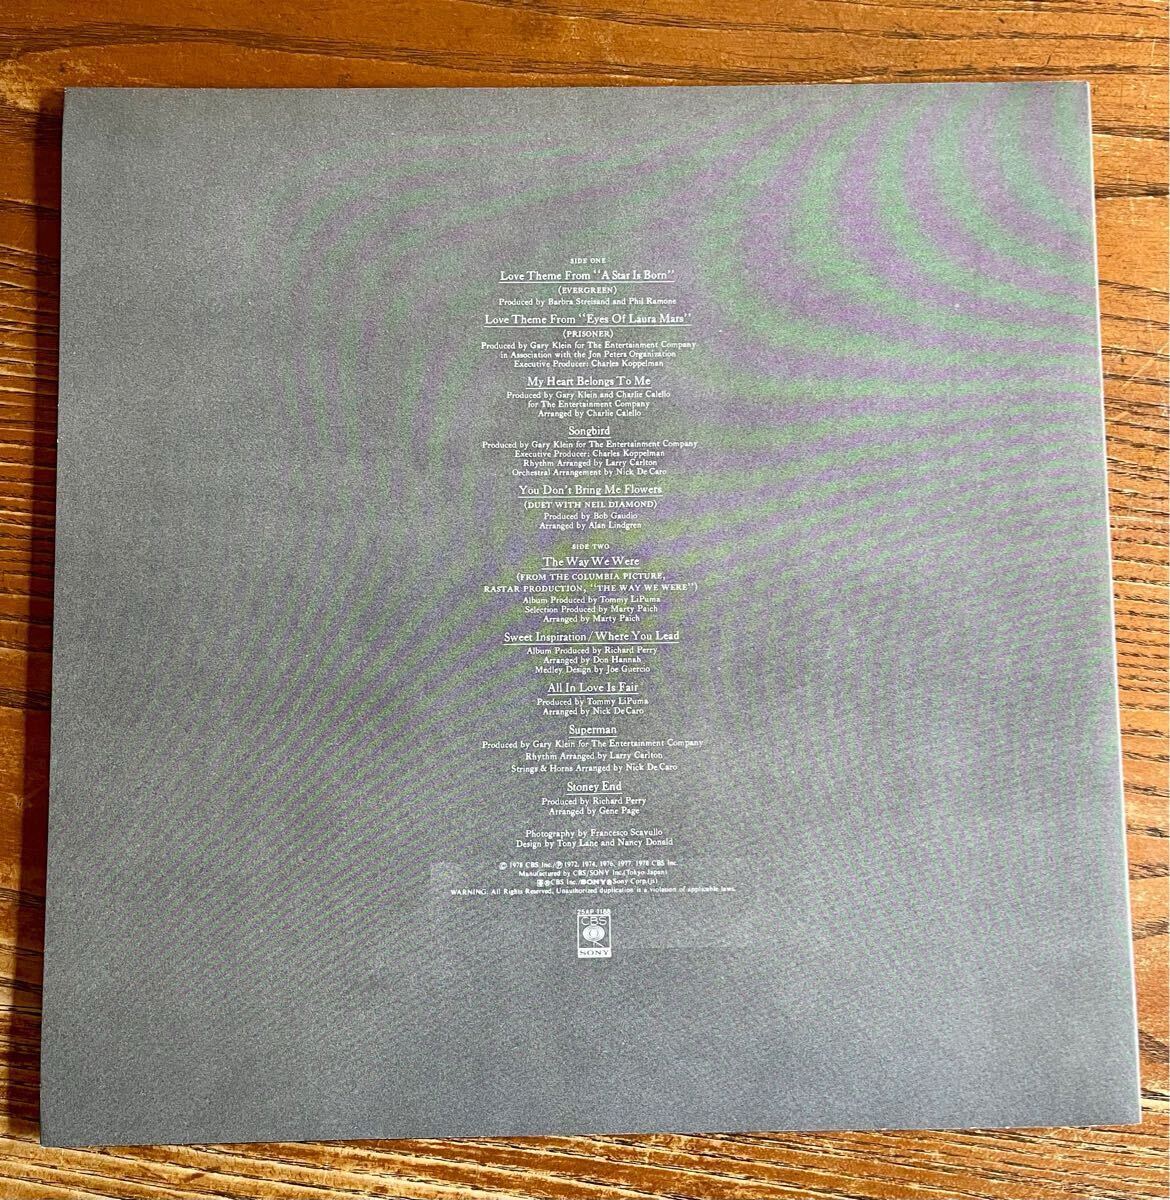 SIDE ONE
Love Theme From "A Star Is Born"
(EVERGREEN)
Produced by Barbra Streisand and Phil Ramone
Love Theme From "Eyes Of Laura Mars"
(PRISONER)
Produced by Gary Klein for The Entertainment Company
in Association with the Jon Peters Organization
Executive Producer: Charles Koppelman
My Heart Belongs To Me
Produced by Gary Klein and Charlie Calello
for The Entertainment Company
Arranged by Charlie Calello
Songbird
Produced by Gary Klein for The Entertainment Company
Executive Producer: Charles Koppelman
Rhythm Arranged by Larry Carlton
Orchestral Arrangement by Nick De Caro
You Don't Bring Me Flowers
(DUET WITH NEIL DIAMOND)
Produced by Bob Gaudio
Arranged by Alan Lindgren
SIDE TWO
The Way We Were
(FROM THE COLUMBIA PICTURE,
RASTAR PRODUCTION, "THE WAY WE WERE")
Album Produced by Tommy LiPuma
Selection Produced by Marty Paich
Arranged by Marty Paich
Sweet Inspiration/Where You Lead
Album Produced by Richard Perry
Arranged by Don Hannah
Medley Design by Joe Guercio
All In Love Is Fair
Produced by Tommy LiPuma
Arranged by Nick DeCaro
Superman
Produced by Gary Klein for The Entertainment Company
Rhythm Arranged by Larry Carlton
Strings & Horns Arranged by Nick De Caro
Stoney End
Produced by Richard Perry
Arranged by Gene Page
Photography by Francesco Scavullo
Design by Tony Lane and Nancy Donald
© 1978 CBS Inc./℗ 1972, 1974, 1976, 1977, 1978 CBS Inc.
Manufactured by CBS/SONY Inc.(Tokyo Japan)
CBS Inc./SONY® Sony Corp.(J)
WARNING: All Rights Reserved. Unauthorized duplication is a violation of applicable laws.
25AP 1188
CBS
SONY